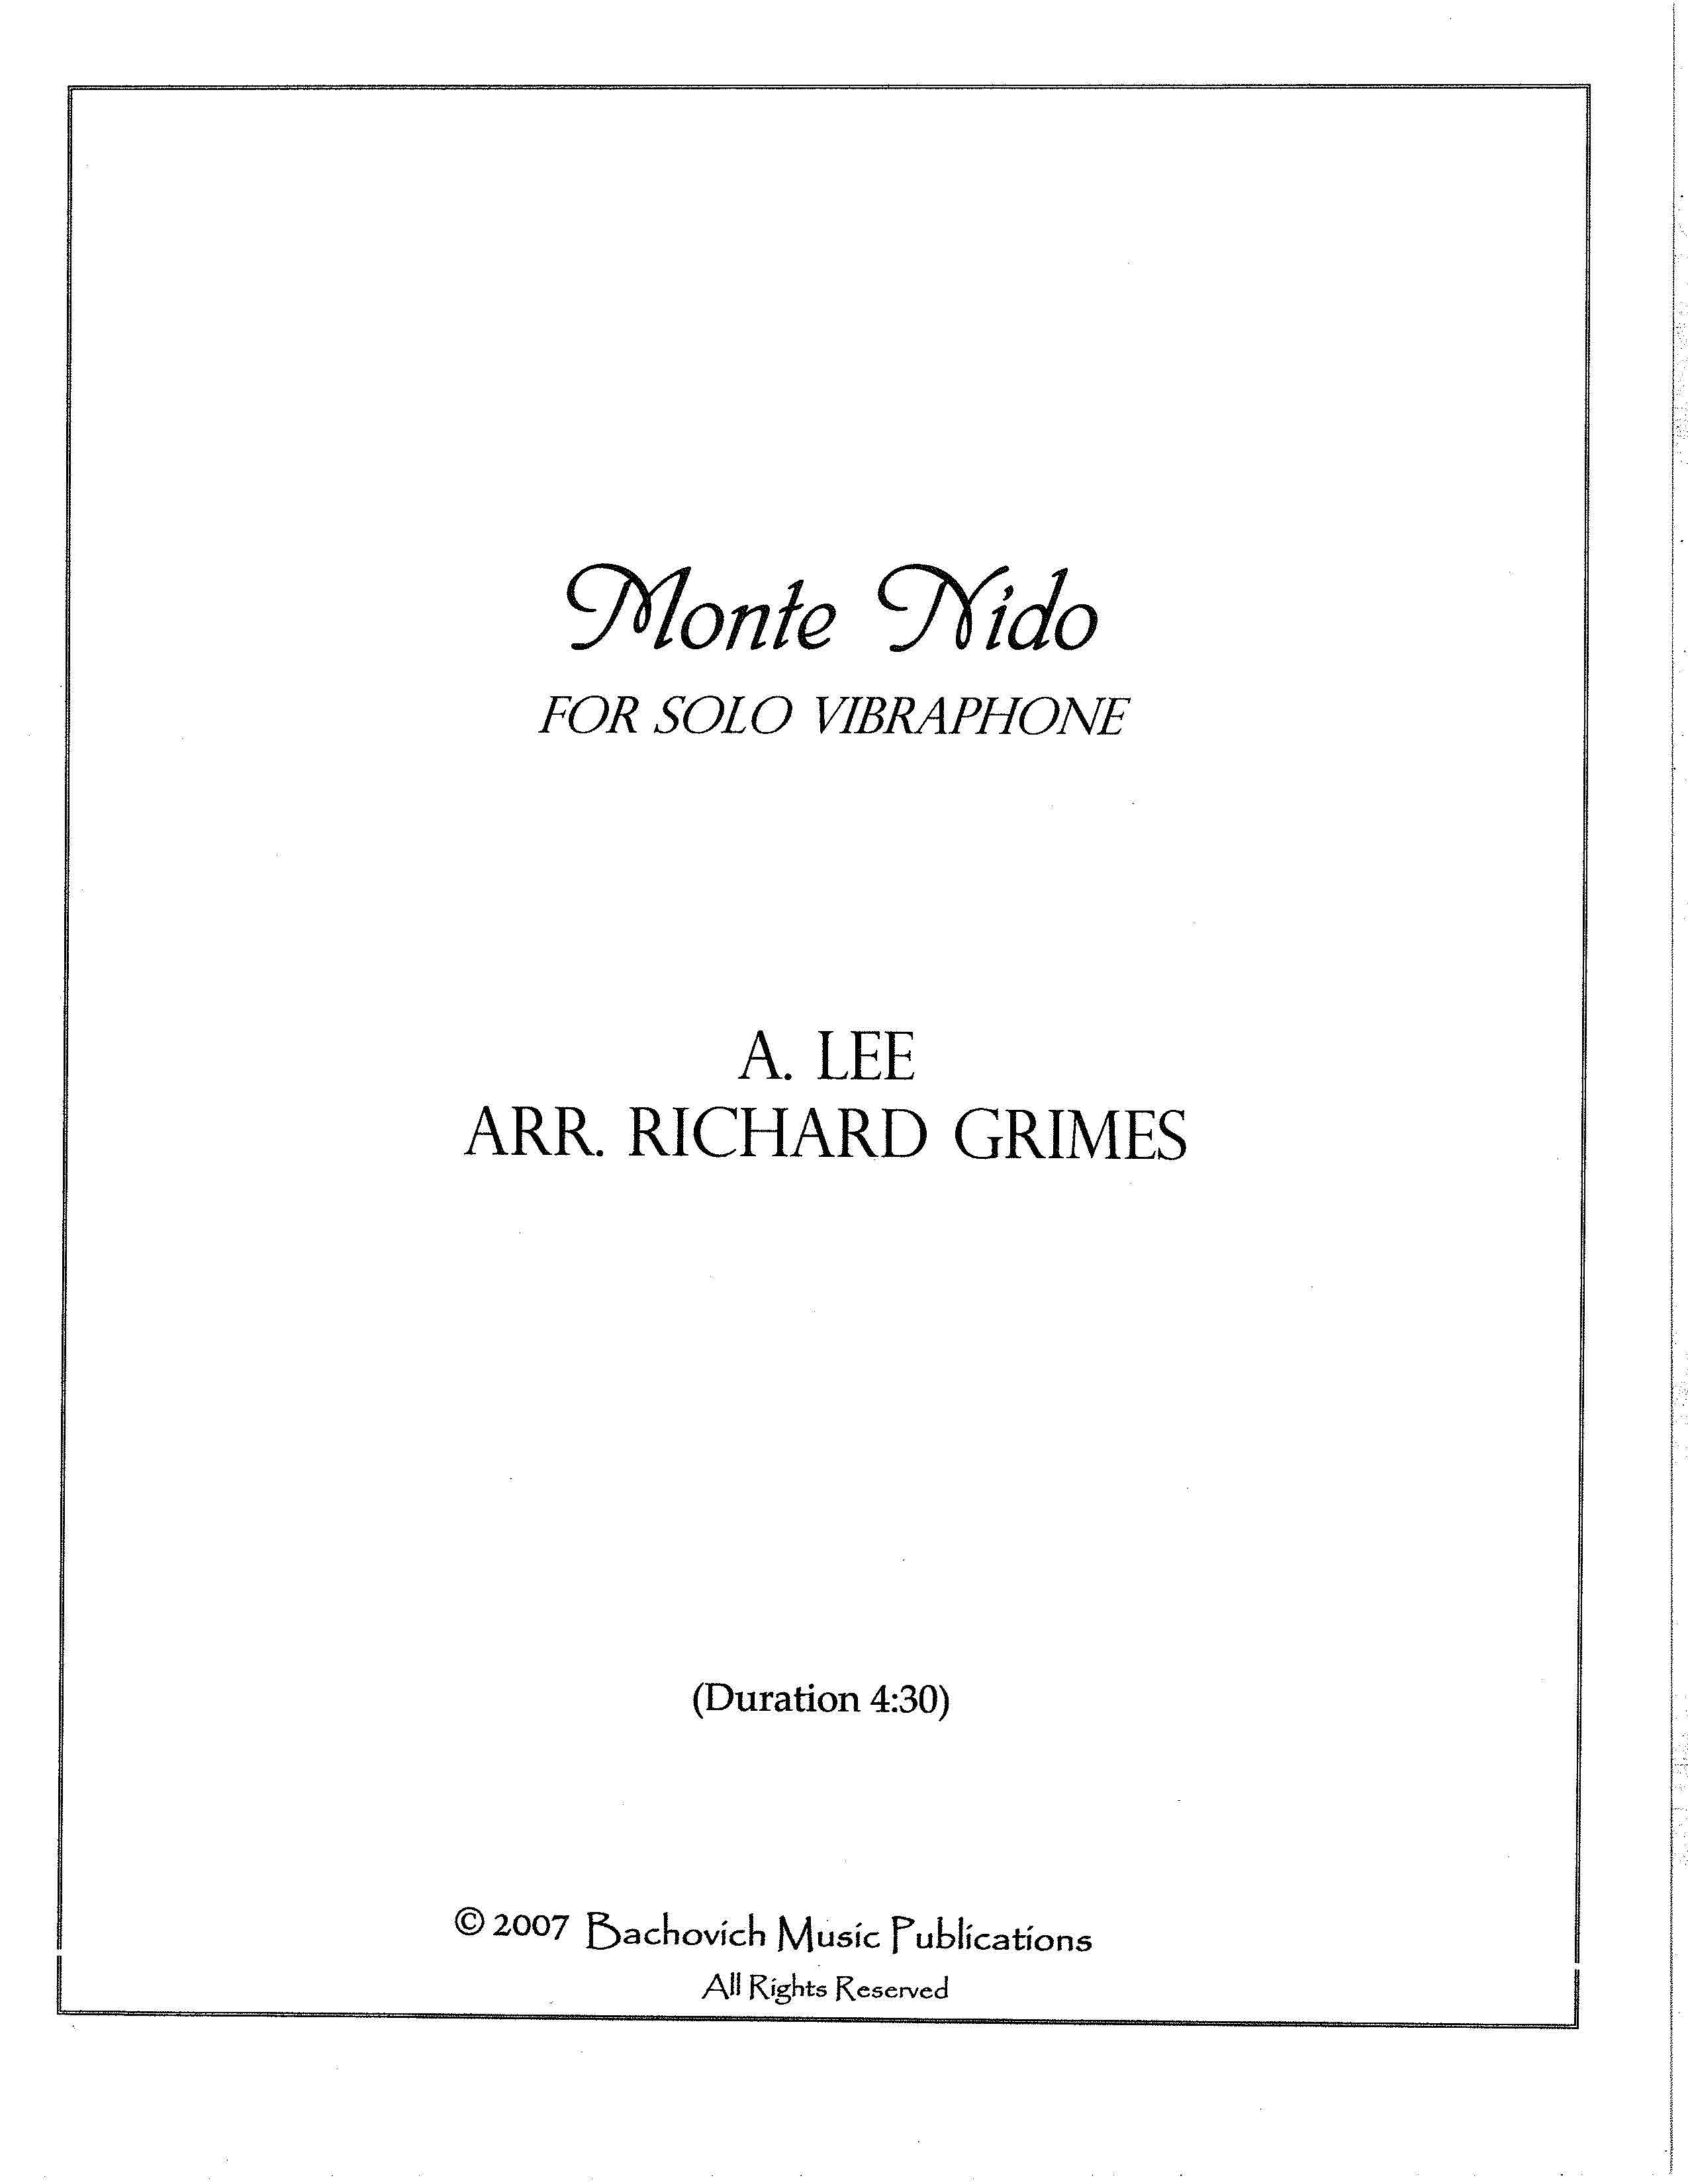 Monte Nido
FOR SOLO VIBRAPHONE
A. LEE
ARR. RICHARD GRIMES
(Duration 4:30)
© 2007 Bachovich Music Publications
All Rights Reserved